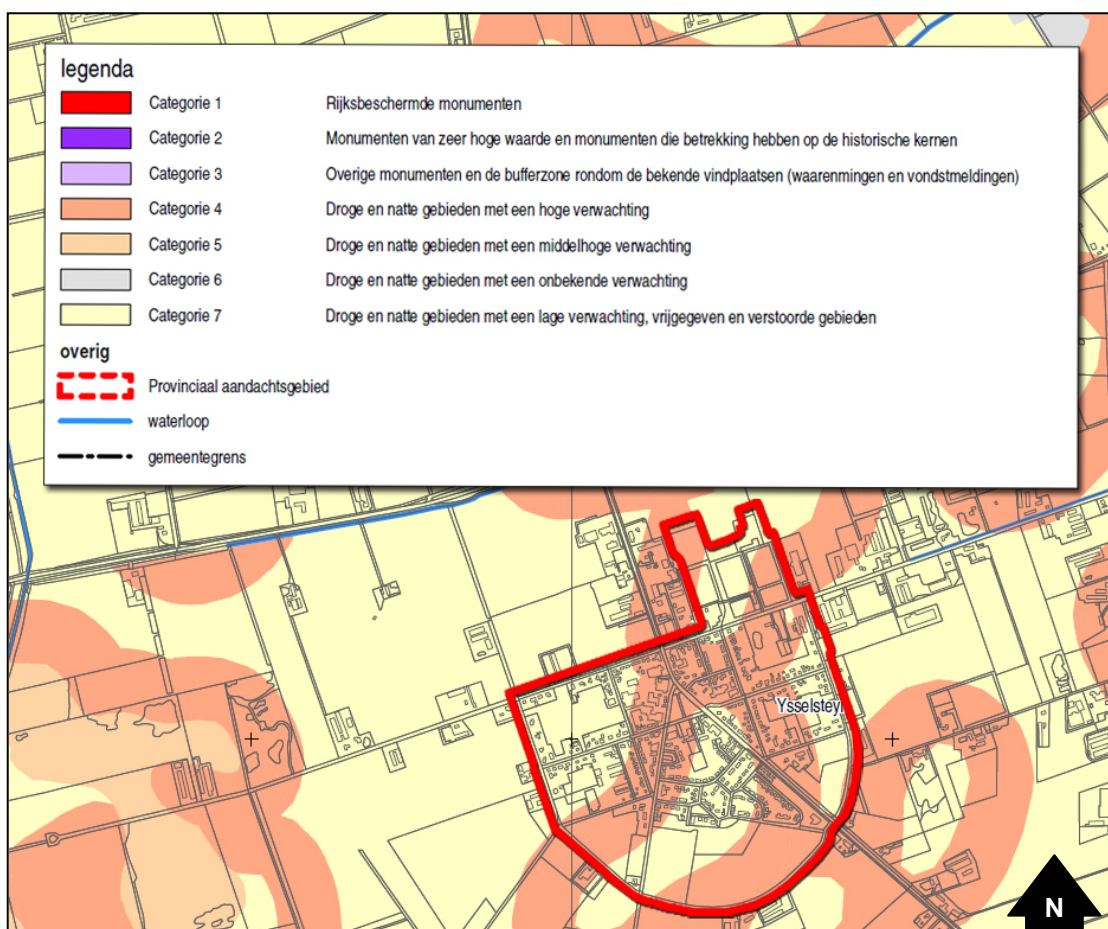 legenda
Categorie 1 Rijksbeschermde monumenten
Categorie 2 Monumenten van zeer hoge waarde en monumenten die betrekking hebben op de historische kernen
Categorie 3 Overige monumenten en de bufferzone rondom de bekende vindplaatsen (waarenmingen en vondstmeldingen)
Categorie 4 Droge en natte gebieden met een hoge verwachting
Categorie 5 Droge en natte gebieden met een middelhoge verwachting
Categorie 6 Droge en natte gebieden met een onbekende verwachting
Categorie 7 Droge en natte gebieden met een lage verwachting, vrijgegeven en verstoorde gebieden
overig
Provinciaal aandachtsgebied
waterloop
gemeentegrens
Ysselsteyn
N